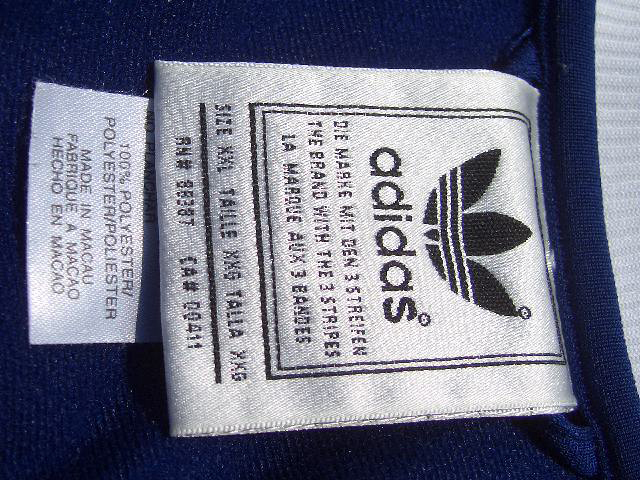 adidas®
DIE MARKE MIT DEN 3 STREIFEN
THE BRAND WITH THE 3 STRIPES
LA MARQUE AUX 3 BANDES
SIZE XXL TAILLE XXG TALLA XXG
RN# 88387 CA# 00411
100% POLYESTER/
POLYESTER/POLIESTER
MADE IN MACAU
FABRIQUÉ À MACAO
HECHO EN MACAO